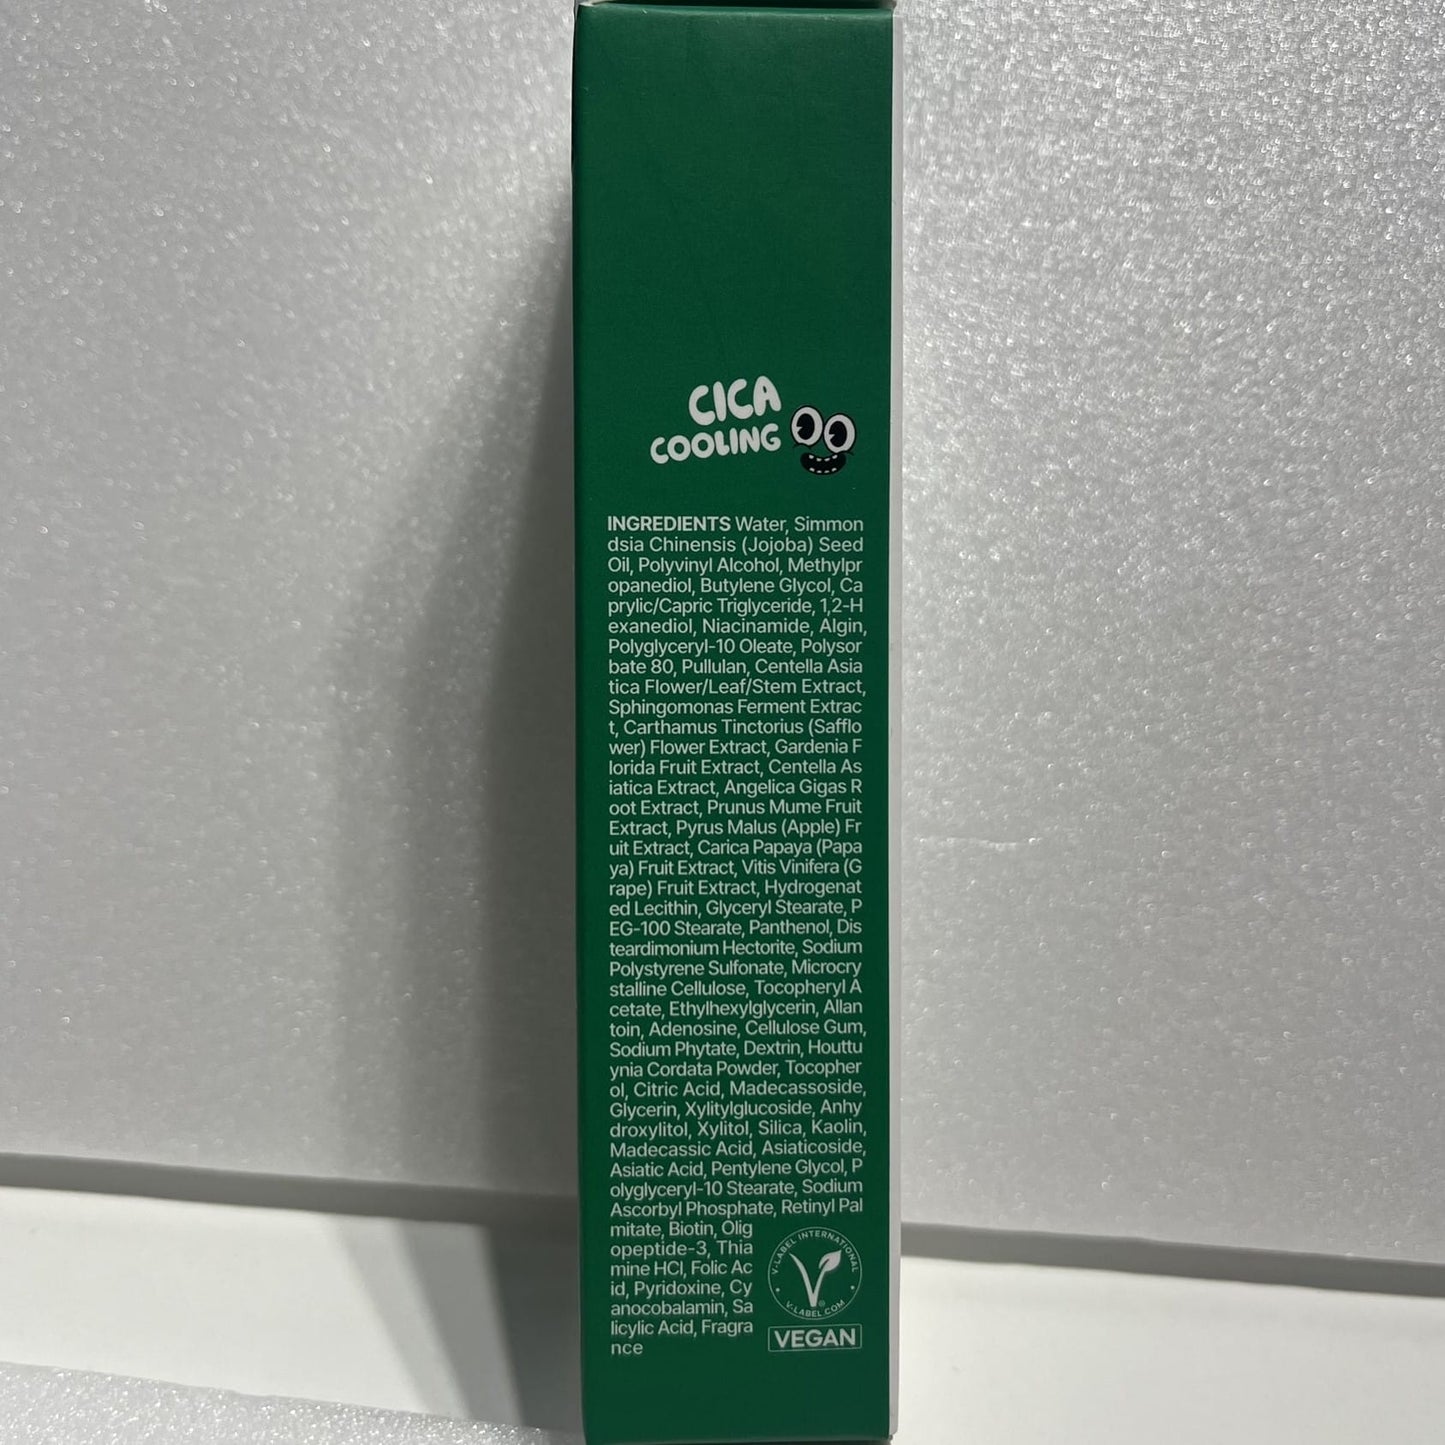 CICA
COOLING
INGREDIENTS Water, Simmon
dsia Chinensis (Jojoba) Seed
Oil, Polyvinyl Alcohol, Methylpr
opanediol, Butylene Glycol, Ca
prylic/Capric Triglyceride, 1,2-H
exanediol, Niacinamide, Algin,
Polyglyceryl-10 Oleate, Polysor
bate 80, Pullulan, Centella Asia
tica Flower/Leaf/Stem Extract,
Sphingomonas Ferment Extrac
t, Carthamus Tinctorius (Safflo
wer) Flower Extract, Gardenia F
lorida Fruit Extract, Centella As
iatica Extract, Angelica Gigas R
oot Extract, Prunus Mume Fruit
Extract, Pyrus Malus (Apple) Fr
uit Extract, Carica Papaya (Papa
ya) Fruit Extract, Vitis Vinifera (G
rape) Fruit Extract, Hydrogenat
ed Lecithin, Glyceryl Stearate, P
EG-100 Stearate, Panthenol, Dis
teardimonium Hectorite, Sodium
Polystyrene Sulfonate, Microcry
stalline Cellulose, Tocopheryl A
cetate, Ethylhexylglycerin, Allan
toin, Adenosine, Cellulose Gum,
Sodium Phytate, Dextrin, Houttu
ynia Cordata Powder, Tocopher
ol, Citric Acid, Madecassoside,
Glycerin, Xylitylglucoside, Anhy
droxylitol, Xylitol, Silica, Kaolin,
Madecassic Acid, Asiaticoside,
Asiatic Acid, Pentylene Glycol, P
olyglyceryl-10 Stearate, Sodium
Ascorbyl Phosphate, Retinyl Pal
mitate, Biotin, Olig
opeptide-3, Thia
mine HCl, Folic Ac
id, Pyridoxine, Cy
anocobalamin, Sa
licylic Acid, Fragra
nce
V-LABEL INTERNATIONAL
V-LABEL.COM
®
VEGAN